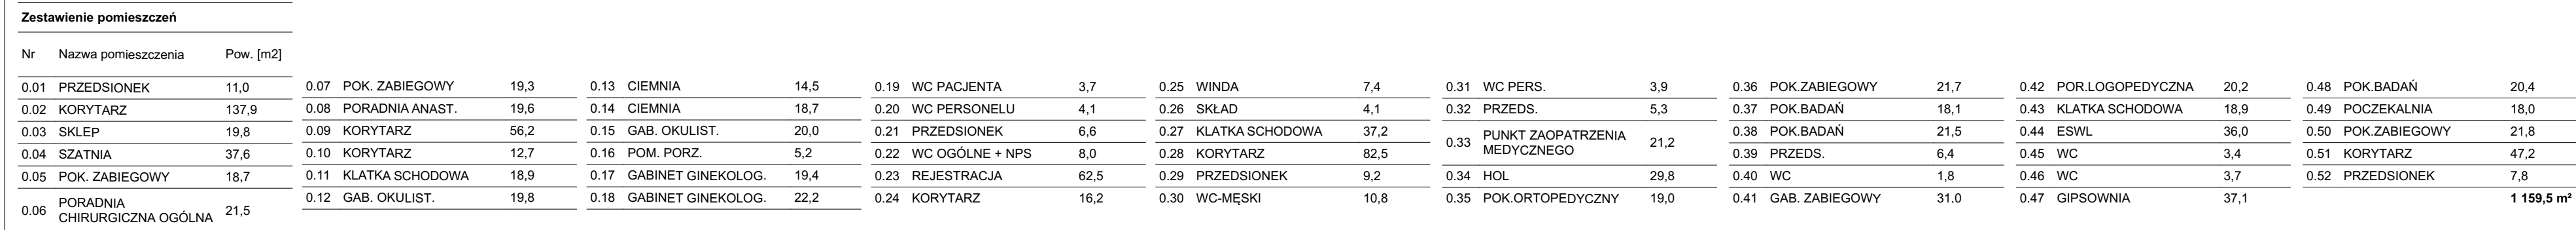 Zestawienie pomieszczeń
Nr Nazwa pomieszczenia Pow. [m2]
0.01 PRZEDSIONEK 11,0
0.02 KORYTARZ 137,9
0.03 SKLEP 19,8
0.04 SZATNIA 37,6
0.05 POK. ZABIEGOWY 18,7
0.06 PORADNIA
CHIRURGICZNA OGÓLNA 21,5
0.07 POK. ZABIEGOWY 19,3
0.08 PORADNIA ANAST. 19,6
0.09 KORYTARZ 56,2
0.10 KORYTARZ 12,7
0.11 KLATKA SCHODOWA 18,9
0.12 GAB. OKULIST. 19,8
0.13 CIEMNIA 14,5
0.14 CIEMNIA 18,7
0.15 GAB. OKULIST. 20,0
0.16 POM. PORZ. 5,2
0.17 GABINET GINEKOLOG. 19,4
0.18 GABINET GINEKOLOG. 22,2
0.19 WC PACJENTA 3,7
0.20 WC PERSONELU 4,1
0.21 PRZEDSIONEK 6,6
0.22 WC OGÓLNE + NPS 8,0
0.23 REJESTRACJA 62,5
0.24 KORYTARZ 16,2
0.25 WINDA 7,4
0.26 SKŁAD 4,1
0.27 KLATKA SCHODOWA 37,2
0.28 KORYTARZ 82,5
0.29 PRZEDSIONEK 9,2
0.30 WC-MĘSKI 10,8
0.31 WC PERS. 3,9
0.32 PRZEDS. 5,3
0.33 PUNKT ZAOPATRZENIA
MEDYCZNEGO 21,2
0.34 HOL 29,8
0.35 POK.ORTOPEDYCZNY 19,0
0.36 POK.ZABIEGOWY 21,7
0.37 POK.BADAŃ 18,1
0.38 POK.BADAŃ 21,5
0.39 PRZEDS. 6,4
0.40 WC 1,8
0.41 GAB. ZABIEGOWY 31.0
0.42 POR.LOGOPEDYCZNA 20,2
0.43 KLATKA SCHODOWA 18,9
0.44 ESWL 36,0
0.45 WC 3,4
0.46 WC 3,7
0.47 GIPSOWNIA 37,1
0.48 POK.BADAŃ 20,4
0.49 POCZEKALNIA 18,0
0.50 POK.ZABIEGOWY 21,8
0.51 KORYTARZ 47,2
0.52 PRZEDSIONEK 7,8
1 159,5 m²